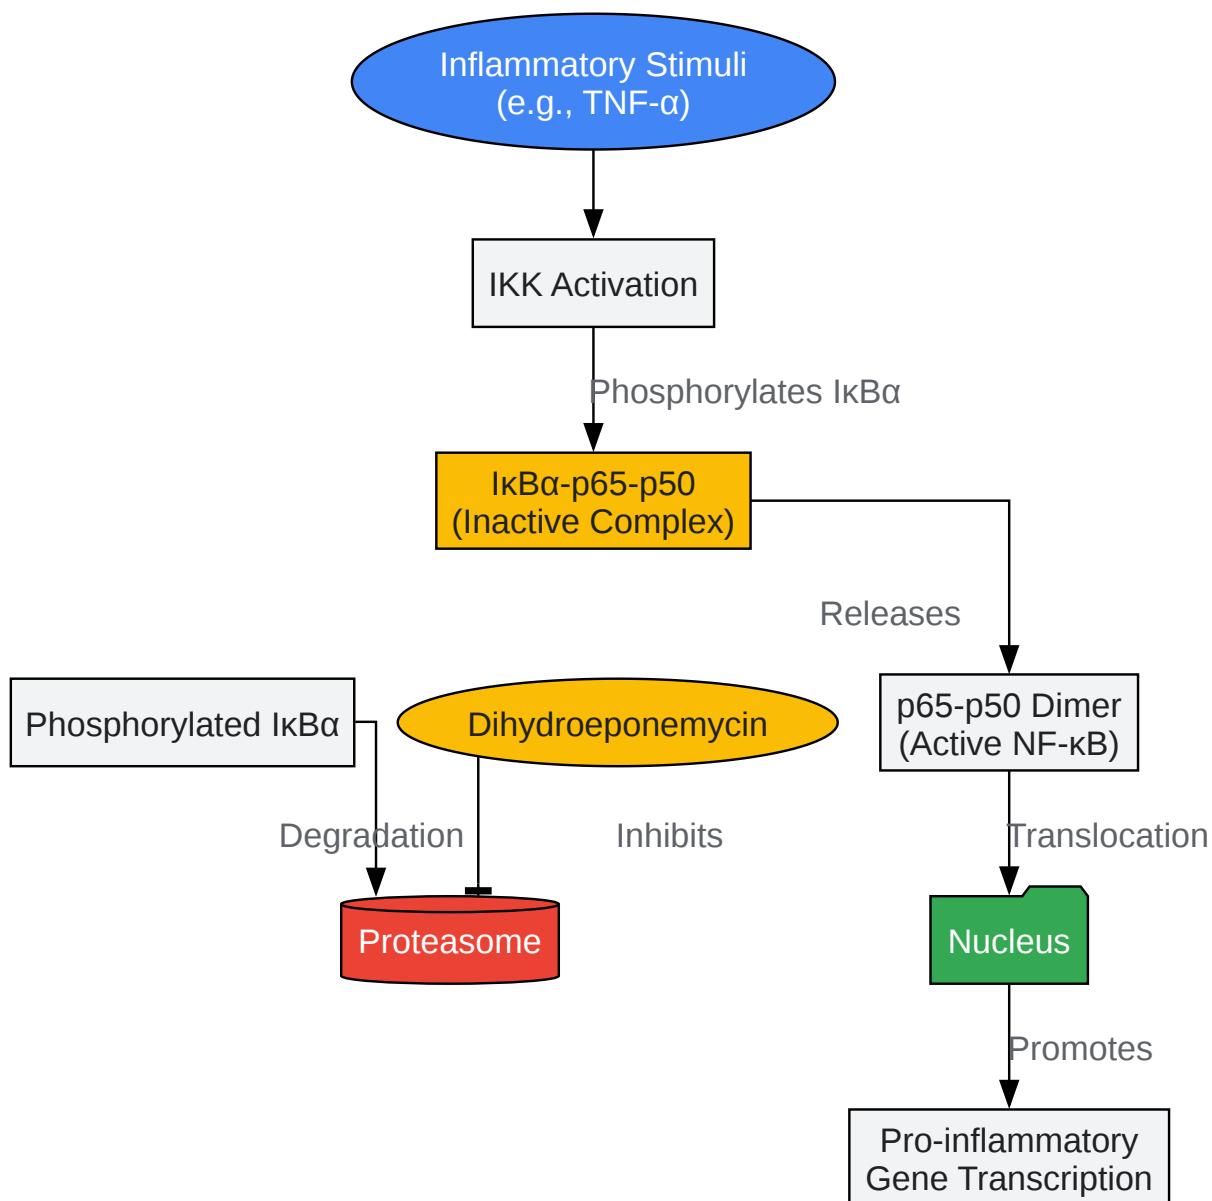 Inflammatory Stimuli
(e.g., TNF-α)
IKK Activation
Phosphorylates IκBα
IκBα-p65-p50
(Inactive Complex)
Releases
Phosphorylated IκBα
Dihydroeponemycin
p65-p50 Dimer
(Active NF-κB)
Degradation
Inhibits
Translocation
Proteasome
Nucleus
Promotes
Pro-inflammatory
Gene Transcription